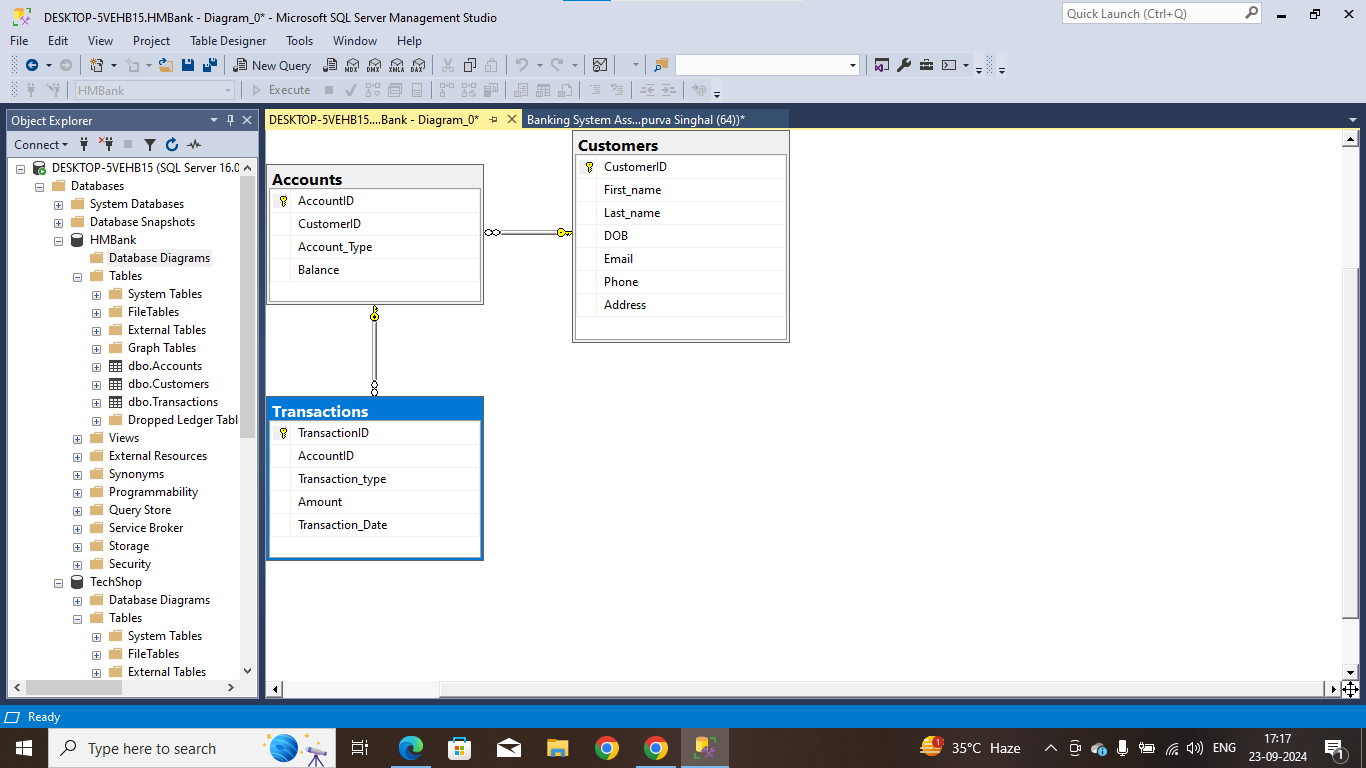 DESKTOP-5VEHB15.HMBank - Diagram_0* - Microsoft SQL Server Management Studio
Quick Launch (Ctrl+Q)
File Edit View Project Table Designer Tools Window Help
New Query
MDX DMX XMLA DAX
HMBank
Execute
Object Explorer
Connect
DESKTOP-5VEHB15 (SQL Server 16.0
Databases
System Databases
Database Snapshots
HMBank
Database Diagrams
Tables
System Tables
FileTables
External Tables
Graph Tables
dbo.Accounts
dbo.Customers
dbo.Transactions
Dropped Ledger Tabl
Views
External Resources
Synonyms
Programmability
Query Store
Service Broker
Storage
Security
TechShop
Database Diagrams
Tables
System Tables
FileTables
External Tables
DESKTOP-5VEHB15....Bank - Diagram_0*
Banking System Ass...purva Singhal (64))*
Accounts
AccountID
CustomerID
Account_Type
Balance
Customers
CustomerID
First_name
Last_name
DOB
Email
Phone
Address
Transactions
TransactionID
AccountID
Transaction_type
Amount
Transaction_Date
Ready
Type here to search
1
35°C Haze
ENG
17:17
23-09-2024
1